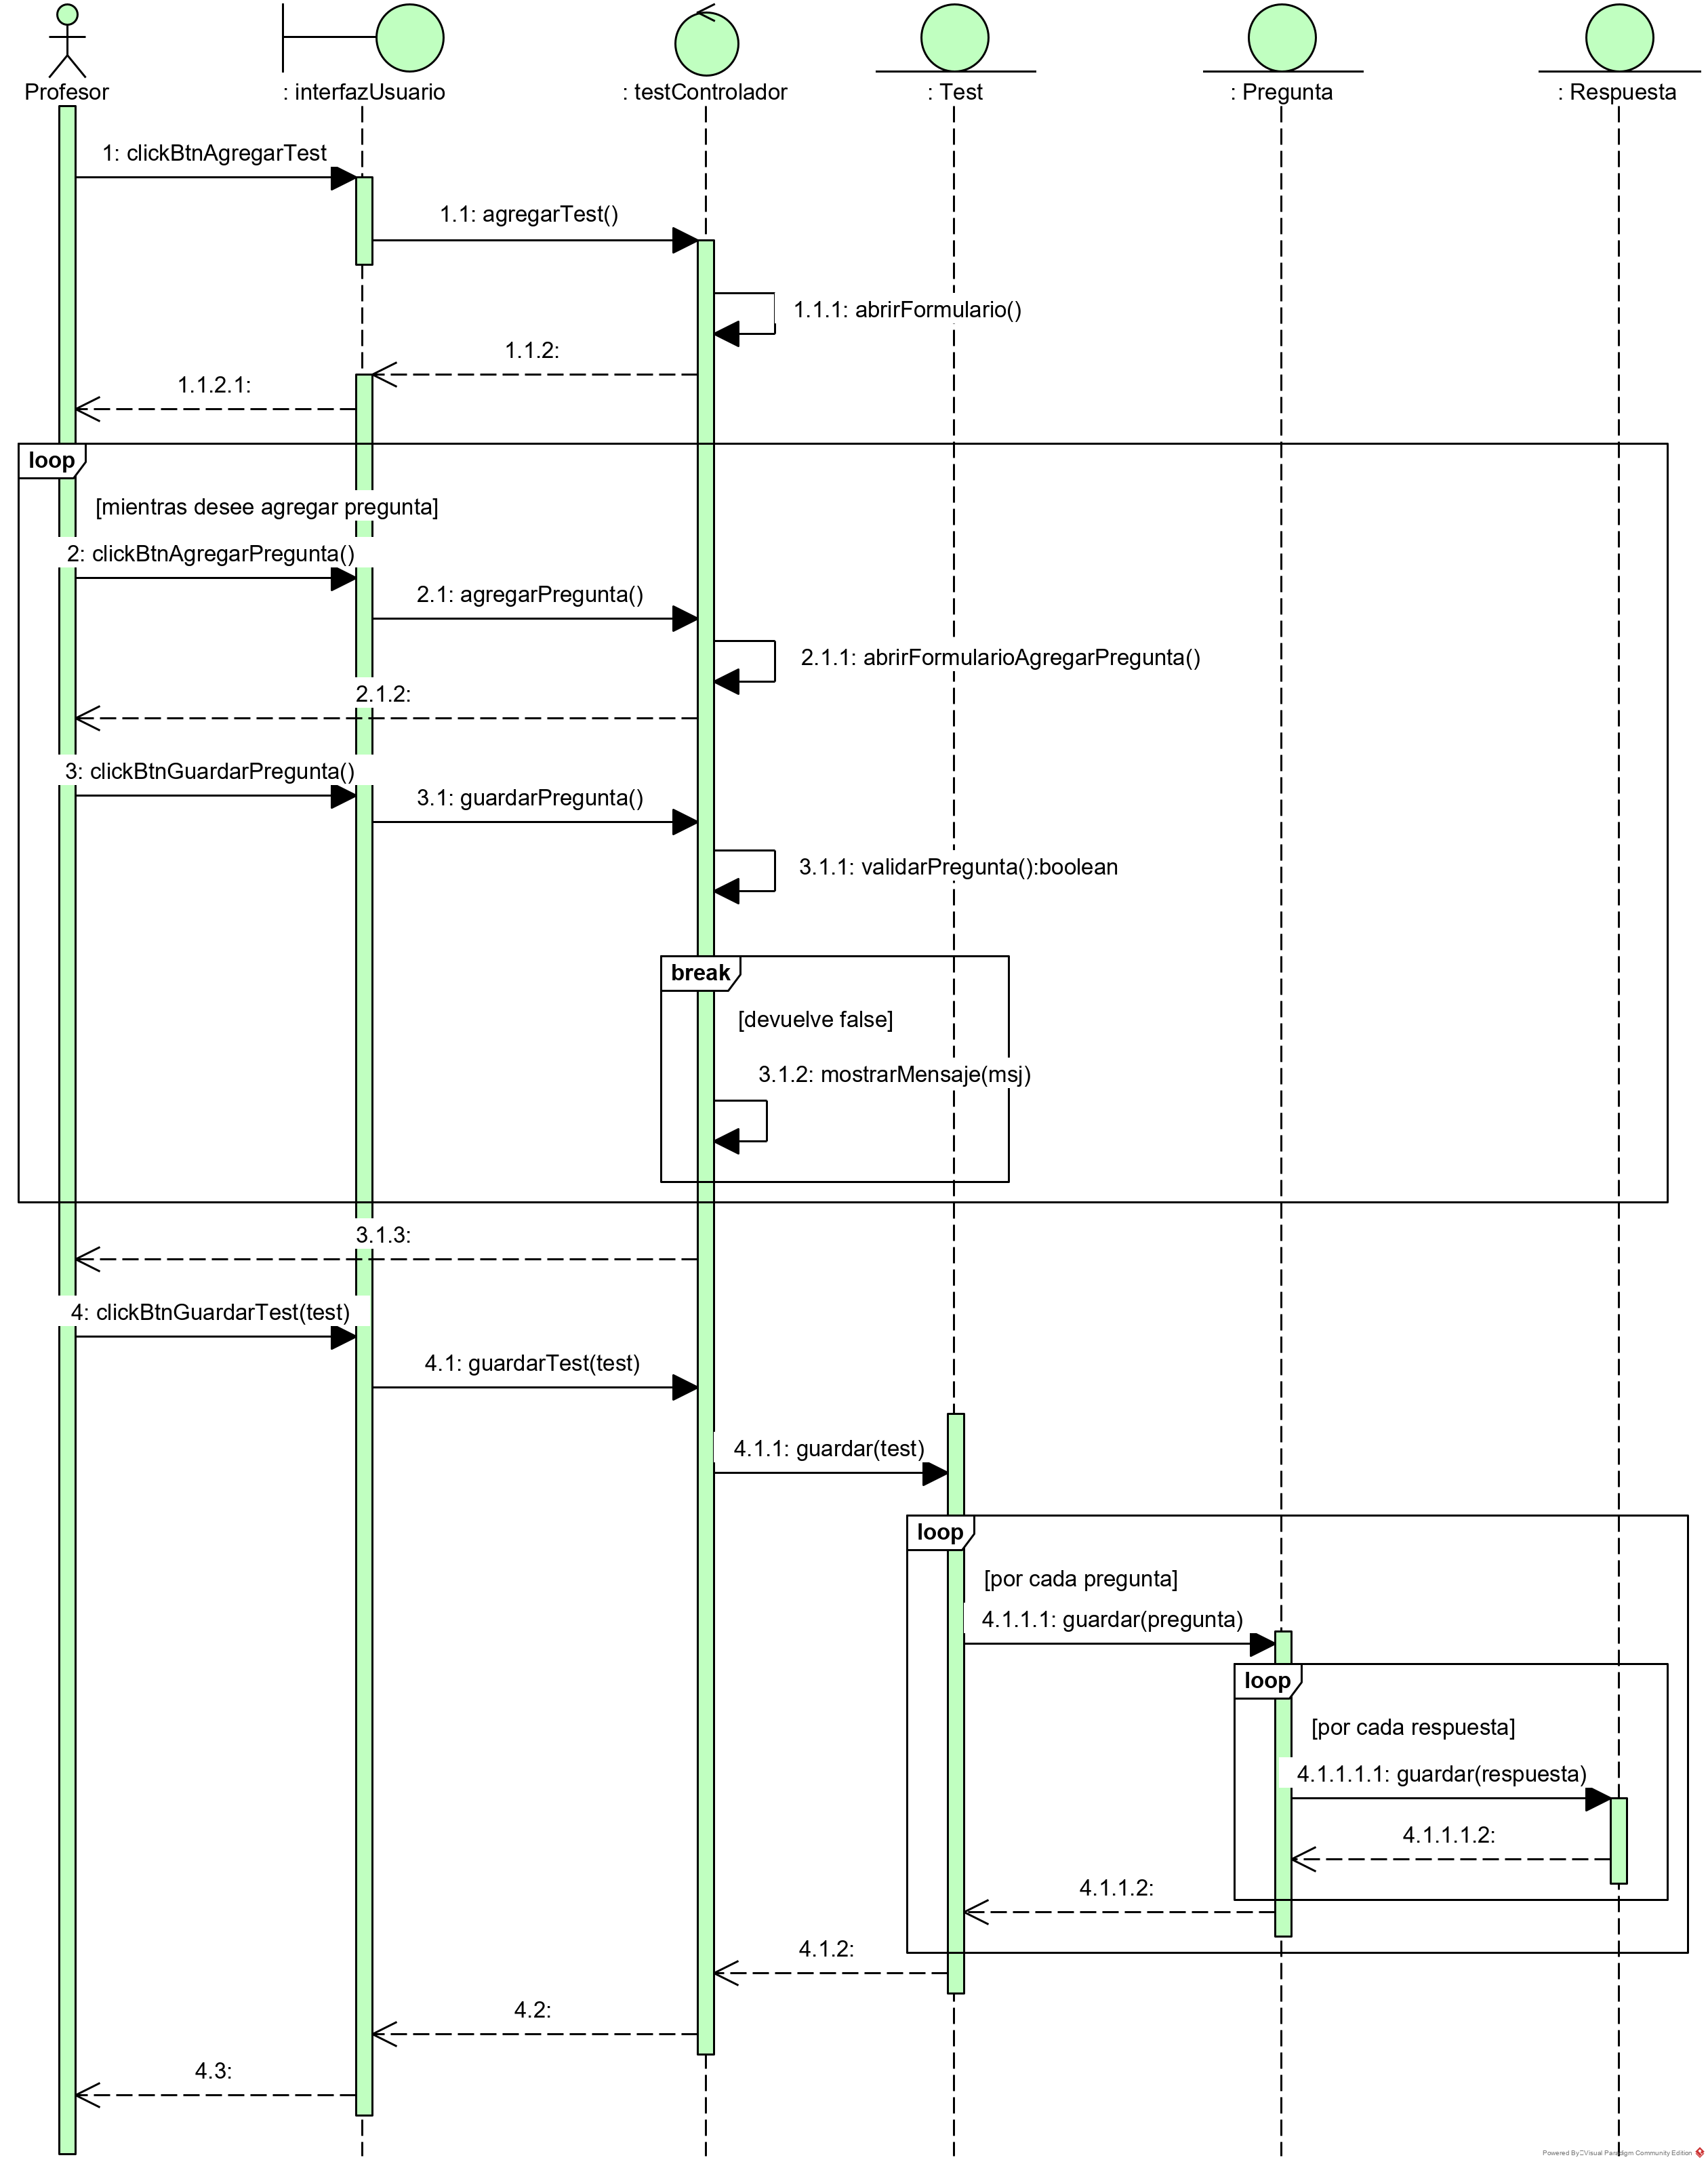 Profesor
: interfazUsuario
: testControlador
: Test
: Pregunta
: Respuesta
1: clickBtnAgregarTest
1.1: agregarTest()
1.1.1: abrirFormulario()
1.1.2:
1.1.2.1:
loop
[mientras desee agregar pregunta]
2: clickBtnAgregarPregunta()
2.1: agregarPregunta()
2.1.1: abrirFormularioAgregarPregunta()
2.1.2:
3: clickBtnGuardarPregunta()
3.1: guardarPregunta()
3.1.1: validarPregunta():boolean
break
[devuelve false]
3.1.2: mostrarMensaje(msj)
3.1.3:
4: clickBtnGuardarTest(test)
4.1: guardarTest(test)
4.1.1: guardar(test)
loop
[por cada pregunta]
4.1.1.1: guardar(pregunta)
loop
[por cada respuesta]
4.1.1.1.1: guardar(respuesta)
4.1.1.1.2:
4.1.1.2:
4.1.2:
4.2:
4.3:
Powered By Visual Paradigm Community Edition